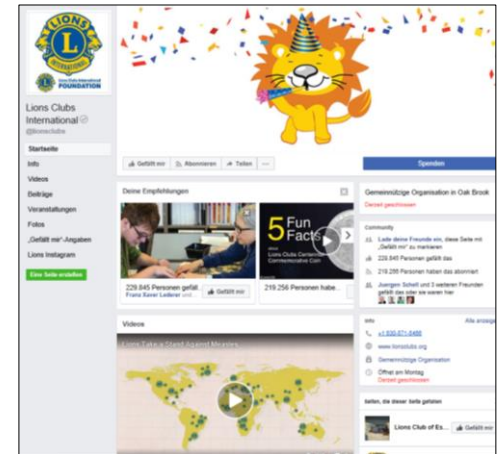 LIONS
L
INTERNATIONAL
Lions Clubs International
FOUNDATION
Lions Clubs
International
@lionsclubs
Startseite
Info
Videos
Beiträge
Veranstaltungen
Fotos
„Gefällt mir“-Angaben
Lions Instagram
Eine Seite erstellen
Gefällt mir
Abonnieren
Teilen
Spenden
Deine Empfehlungen
5 Fun
Facts
Lions Clubs Centennial
Commemorative Coin
229.845 Personen gefäll...
Franz Xaver Lederer und
Gefällt mir
219.256 Personen habe...
Videos
Lions Take a Stand Against Measles
Gemeinnützige Organisation in Oak Brook
Derzeit geschlossen
Community
Lade deine Freunde ein, diese Seite mit
„Gefällt mir“ zu markieren
229.845 Personen gefällt das
219.256 Personen haben das abonniert
Juergen Schell und 3 weiteren Freunden
gefällt das oder sie waren hier
Info
Alle anzeige
+1 630-571-5466
www.lionsclubs.org
Gemeinnützige Organisation
Öffnet am Montag
Derzeit geschlossen
Seiten, die dieser Seite gefallen
Lions Club of Es...
Gefällt mir